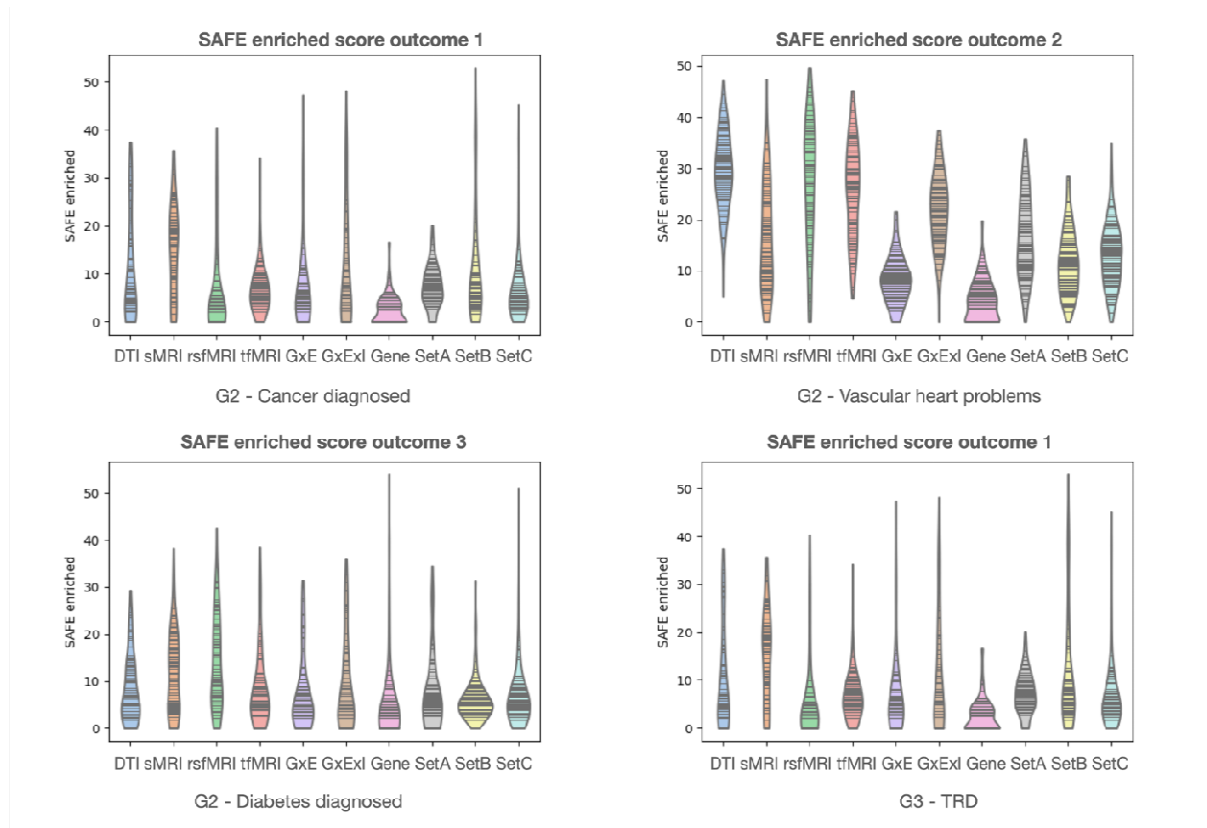 SAFE enriched score outcome 1
SAFE enriched
50
40
30
20
10
0
DTI sMRI rsfMRI tfMRI GxE GxExI Gene SetA SetB SetC
G2 - Cancer diagnosed
SAFE enriched score outcome 2
SAFE enriched
50
40
30
20
10
0
DTI sMRI rsfMRI tfMRI GxE GxExI Gene SetA SetB SetC
G2 - Vascular heart problems
SAFE enriched score outcome 3
SAFE enriched
50
40
30
20
10
0
DTI sMRI rsfMRI tfMRI GxE GxExI Gene SetA SetB SetC
G2 - Diabetes diagnosed
SAFE enriched score outcome 1
SAFE enriched
50
40
30
20
10
0
DTI sMRI rsfMRI tfMRI GxE GxExI Gene SetA SetB SetC
G3 - TRD